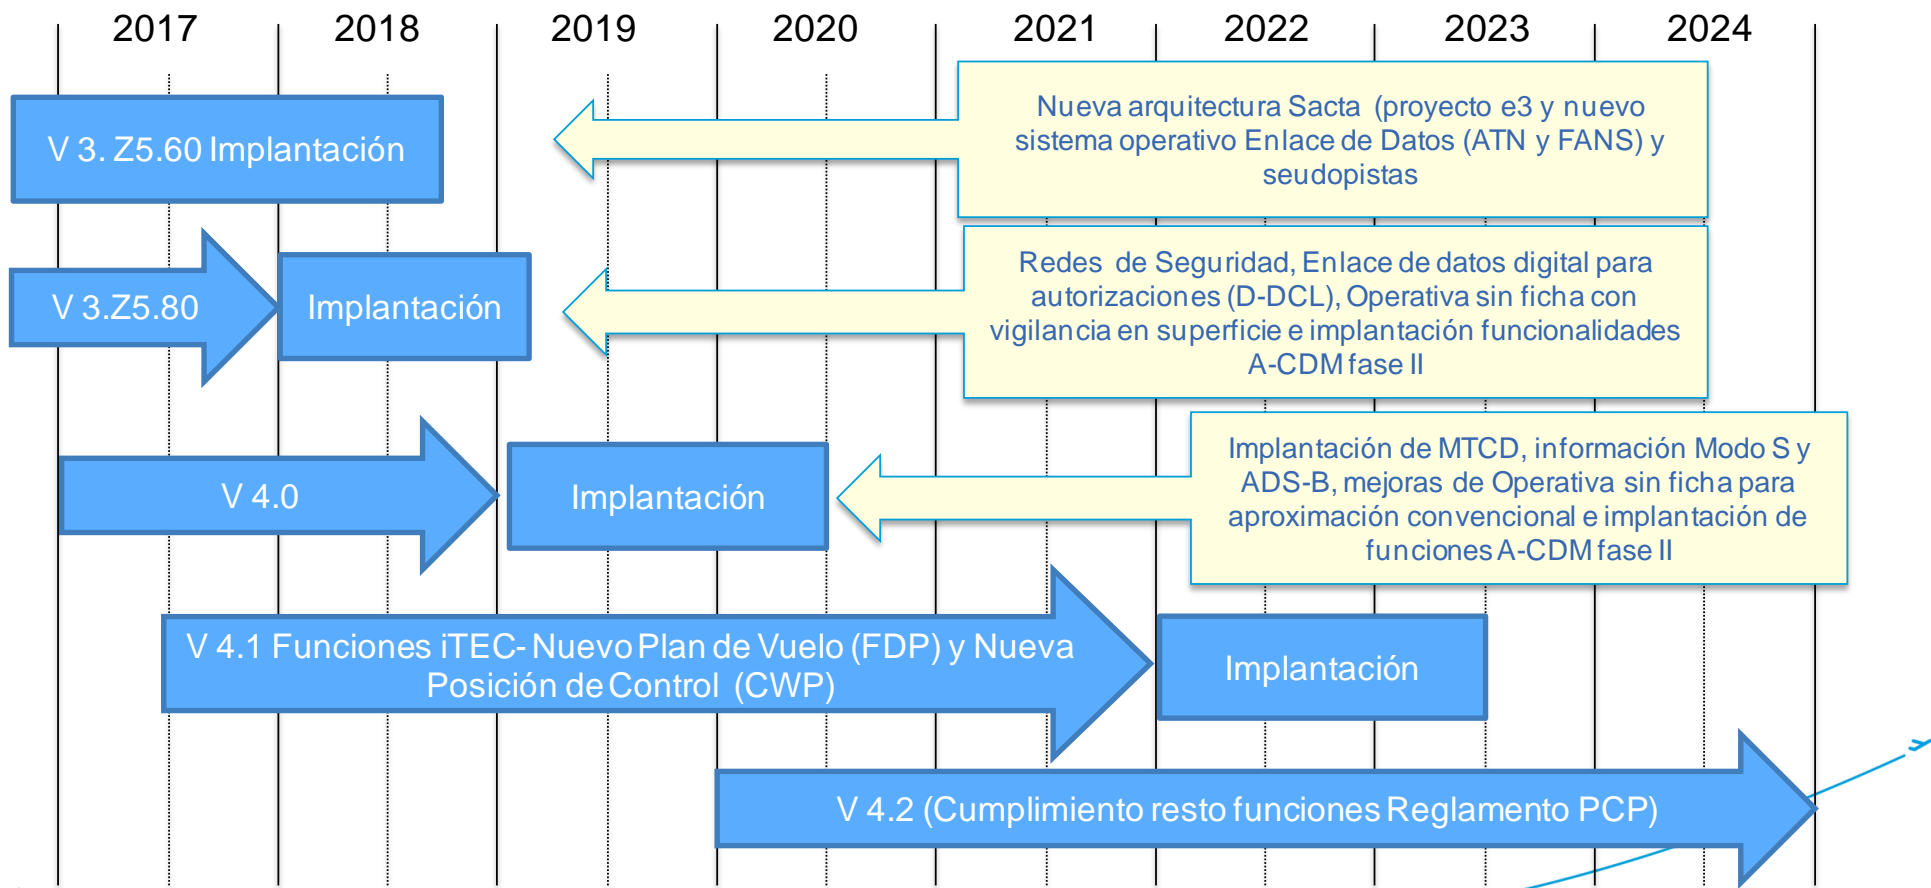 2017 2018 2019 2020 2021 2022 2023 2024
V 3. Z5.60 Implantación
Nueva arquitectura Sacta (proyecto e3 y nuevo
sistema operativo Enlace de Datos (ATN y FANS) y
seudopistas
V 3.Z5.80
Implantación
Redes de Seguridad, Enlace de datos digital para
autorizaciones (D-DCL), Operativa sin ficha con
vigilancia en superficie e implantación funcionalidades
A-CDM fase II
V 4.0
Implantación
Implantación de MTCD, información Modo S y
ADS-B, mejoras de Operativa sin ficha para
aproximación convencional e implantación de
funciones A-CDM fase II
V 4.1 Funciones iTEC- Nuevo Plan de Vuelo (FDP) y Nueva
Posición de Control (CWP)
Implantación
V 4.2 (Cumplimiento resto funciones Reglamento PCP)